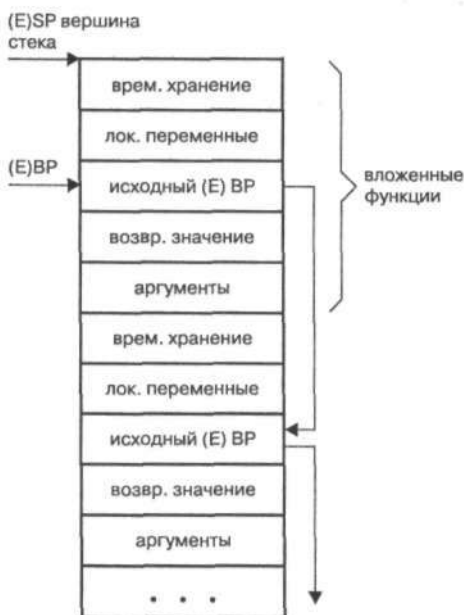 (E)SP вершина
стека
врем. хранение
лок. переменные
(E)BP
исходный (E) BP
вложенные
функции
возвр. значение
аргументы
врем. хранение
лок. переменные
исходный (E) BP
возвр. значение
аргументы
. . .